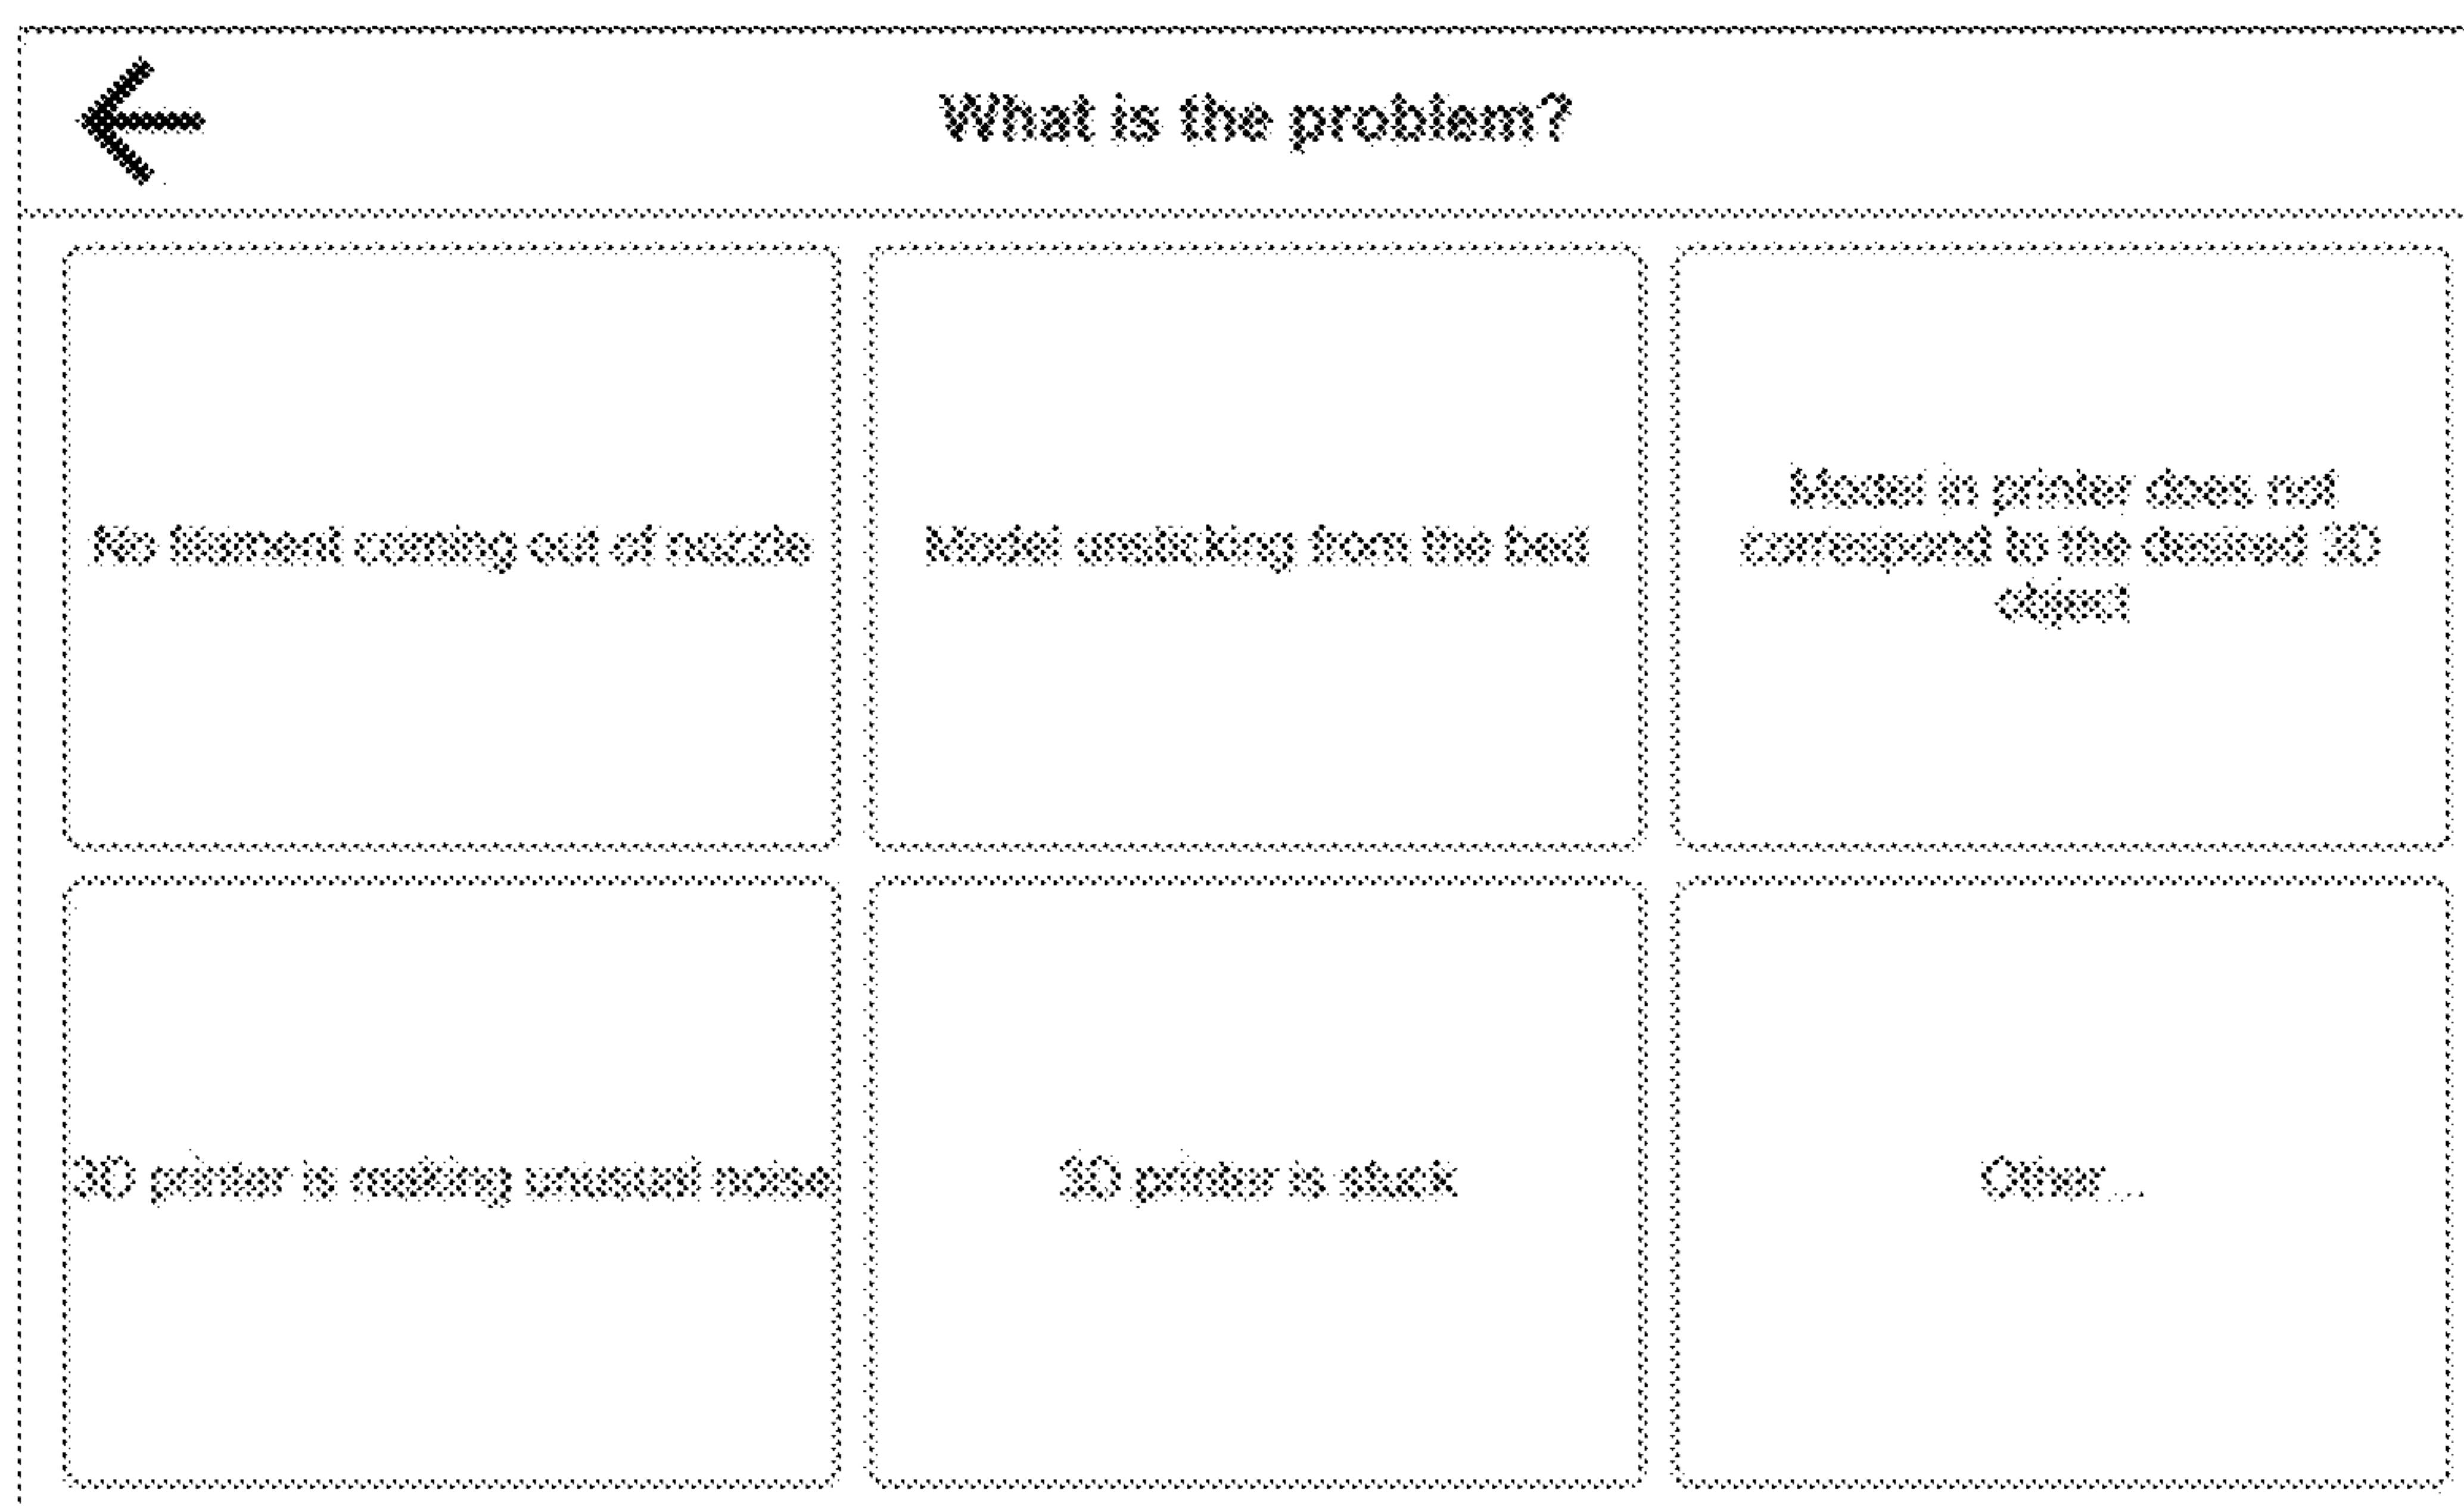 What is the problem?
No filament coming out of nozzle
Model unsticking from the bed
Model in printer does not
correspond to the desired 3D
object
3D printer is making unusual noise
3D printer is stuck
Other...